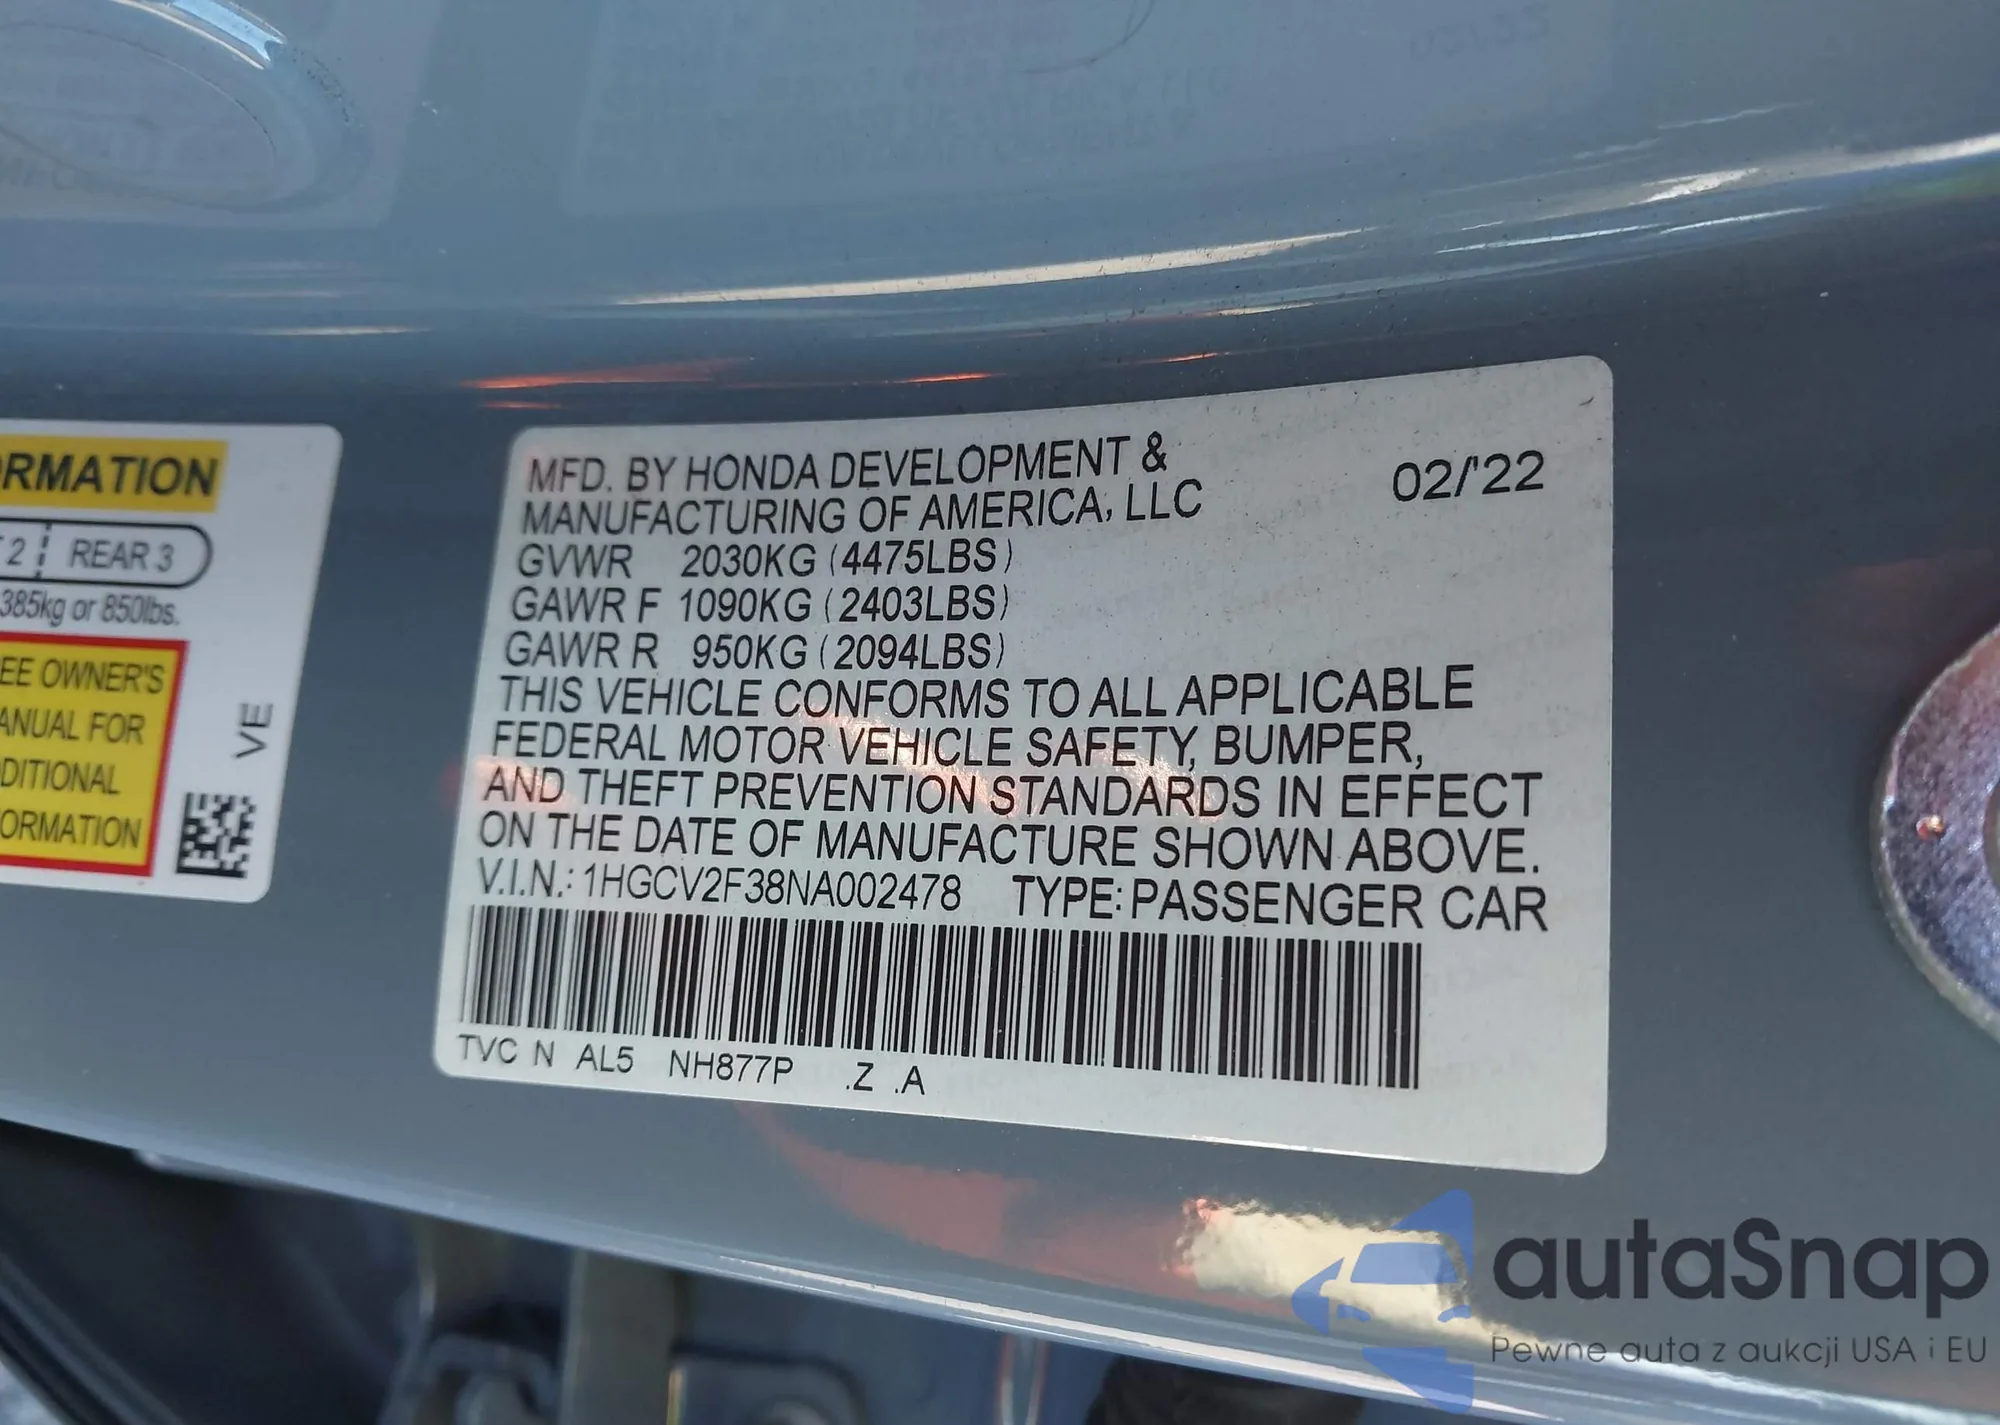 RMATION
2 REAR 3
385kg or 850lbs.
EE OWNER'S
ANUAL FOR
DITIONAL
ORMATION
VE
MFD. BY HONDA DEVELOPMENT &
MANUFACTURING OF AMERICA, LLC
02/'22
GVWR 2030KG (4475LBS)
GAWR F 1090KG (2403LBS)
GAWR R 950KG (2094LBS)
THIS VEHICLE CONFORMS TO ALL APPLICABLE
FEDERAL MOTOR VEHICLE SAFETY, BUMPER,
AND THEFT PREVENTION STANDARDS IN EFFECT
ON THE DATE OF MANUFACTURE SHOWN ABOVE.
V.I.N.: 1HGCV2F38NA002478 TYPE: PASSENGER CAR
TVC N AL5 NH877P .Z .A
autaSnap
Pewne auta z aukcji USA i EU